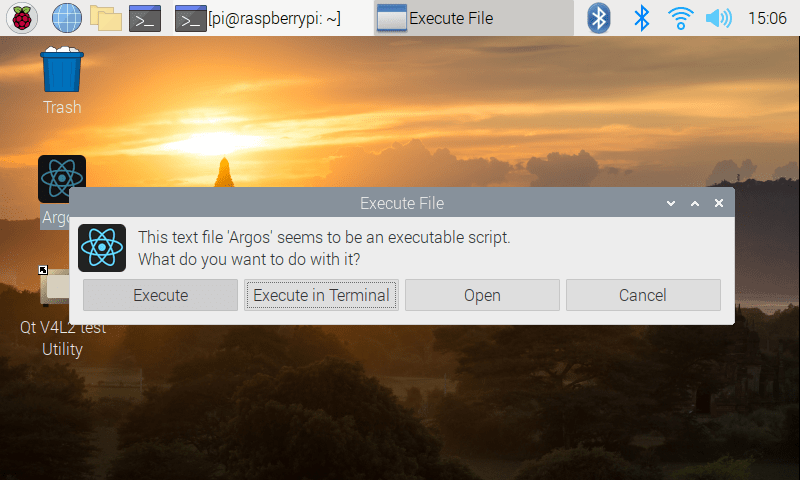 [pi@raspberrypi: ~]
Execute File
15:06
Trash
Argo
Execute File
This text file 'Argos' seems to be an executable script.
What do you want to do with it?
Execute
Execute in Terminal
Open
Cancel
Qt V4L2 test
Utility